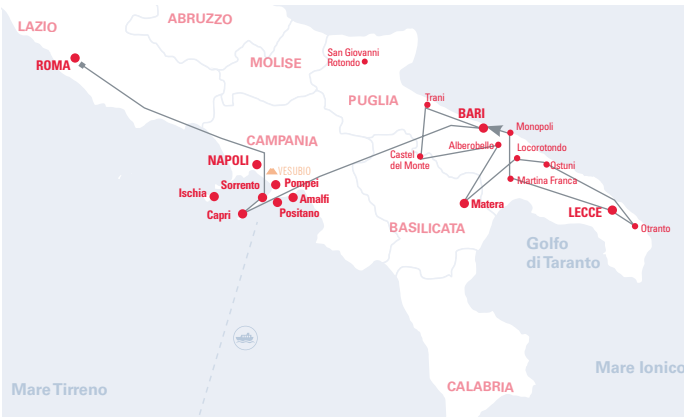 LAZIO
ABRUZZO
ROMA
MOLISE
San Giovanni
Rotondo
PUGLIA
Trani
BARI
Monopoli
CAMPANIA
Alberobello
Locorotondo
NAPOLI
VESUBIO
Castel
del Monte
Ostuni
Ischia
Sorrento
Pompei
Martina Franca
Amalfi
Capri
Positano
Matera
LECCE
BASILICATA
Otranto
Golfo
di Taranto
Mare Ionico
Mare Tirreno
CALABRIA